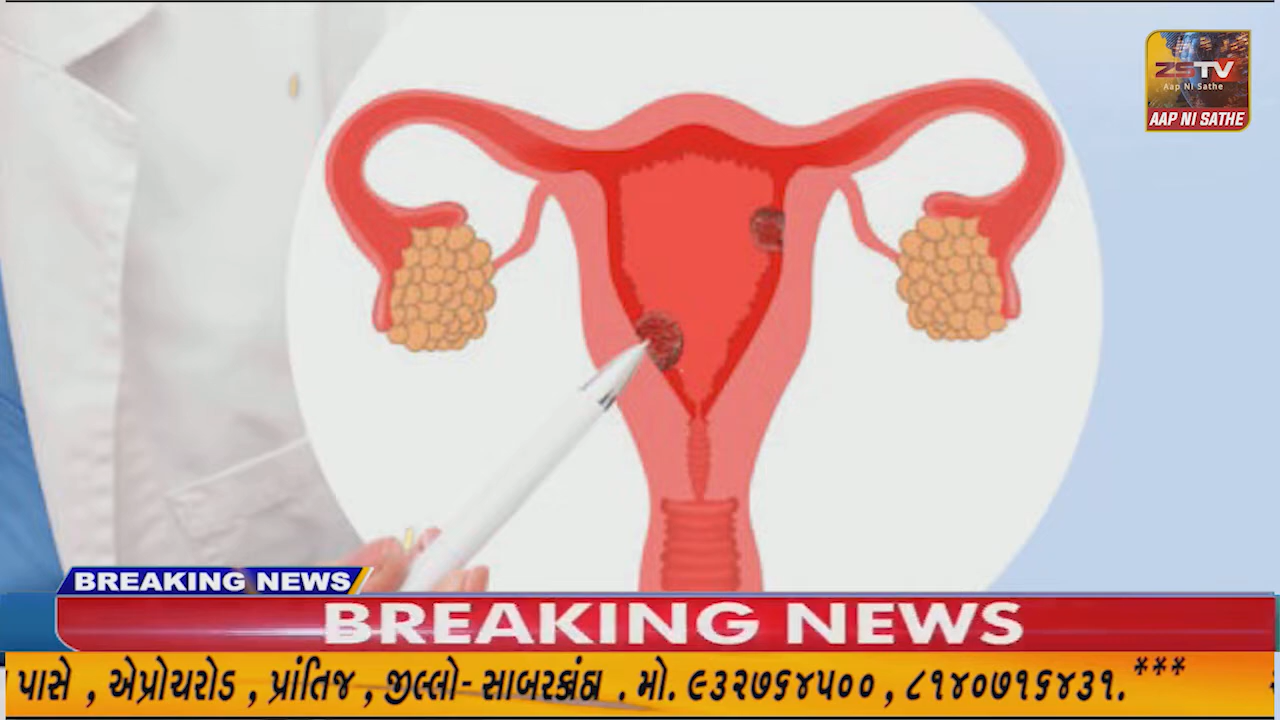 ZSTV
Aap Ni Sathe
AAP NI SATHE
BREAKING NEWS
BREAKING NEWS
પાસે , એપ્રોચરોડ , પ્રાંતિજ , જીલ્લો- સાબરકાંઠા . મો. ૯૩૨૭૬૪૫૦૦ , ૮૧૪૦૭૧૬૪૩૧.***